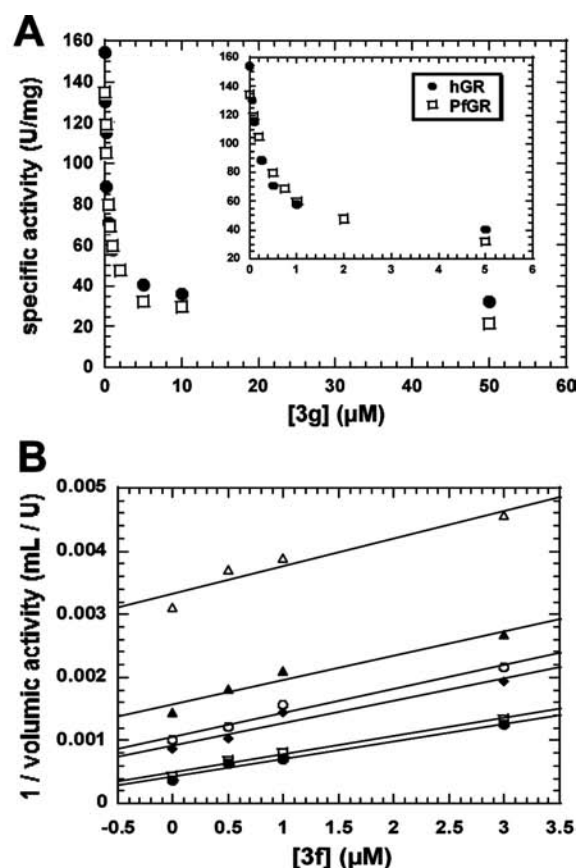 A
specific activity (U/mg)
160
140
120
100
80
60
40
20
0
160
140
120
100
80
60
40
20
hGR
PfGR
0 1 2 3 4 5 6
0 10 20 30 40 50 60
[3g] (µM)
B
1 / volumic activity (mL / U)
0.005
0.004
0.003
0.002
0.001
0
-0.5 0 0.5 1 1.5 2 2.5 3 3.5
[3f] (µM)